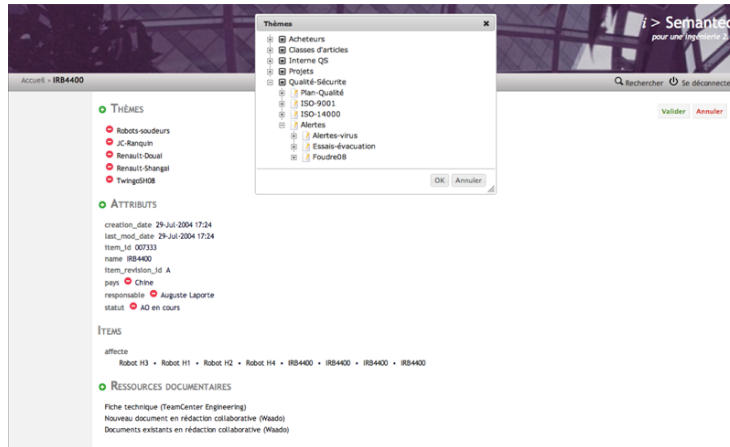 i > Semantec
pour une ingénierie 2.
Accueil » IRB4400
Rechercher Se déconnecte
Thèmes
Acheteurs
Classes d'articles
Interne QS
Projets
Qualité-Sécurite
Plan-Qualité
ISO-9001
ISO-14000
Alertes
Alertes-virus
Essais-évacuation
Foudre08
OK Annuler
Valider Annuler
THÈMES
Robots-soudeurs
JC-Ranquin
Renault-Douai
Renault-Shangai
TwingoSH08
ATTRIBUTS
creation_date 29-Jul-2004 17:24
last_mod_date 29-Jul-2004 17:24
item_id 007333
name IRB4400
item_revision_id A
pays Chine
responsable Auguste Laporte
statut AO en cours
ITEMS
affecte
Robot H3 • Robot H1 • Robot H2 • Robot H4 • IRB4400 • IRB4400 • IRB4400 • IRB4400
RESSOURCES DOCUMENTAIRES
Fiche technique (TeamCenter Engineering)
Nouveau document en rédaction collaborative (Waado)
Documents existants en rédaction collaborative (Waado)